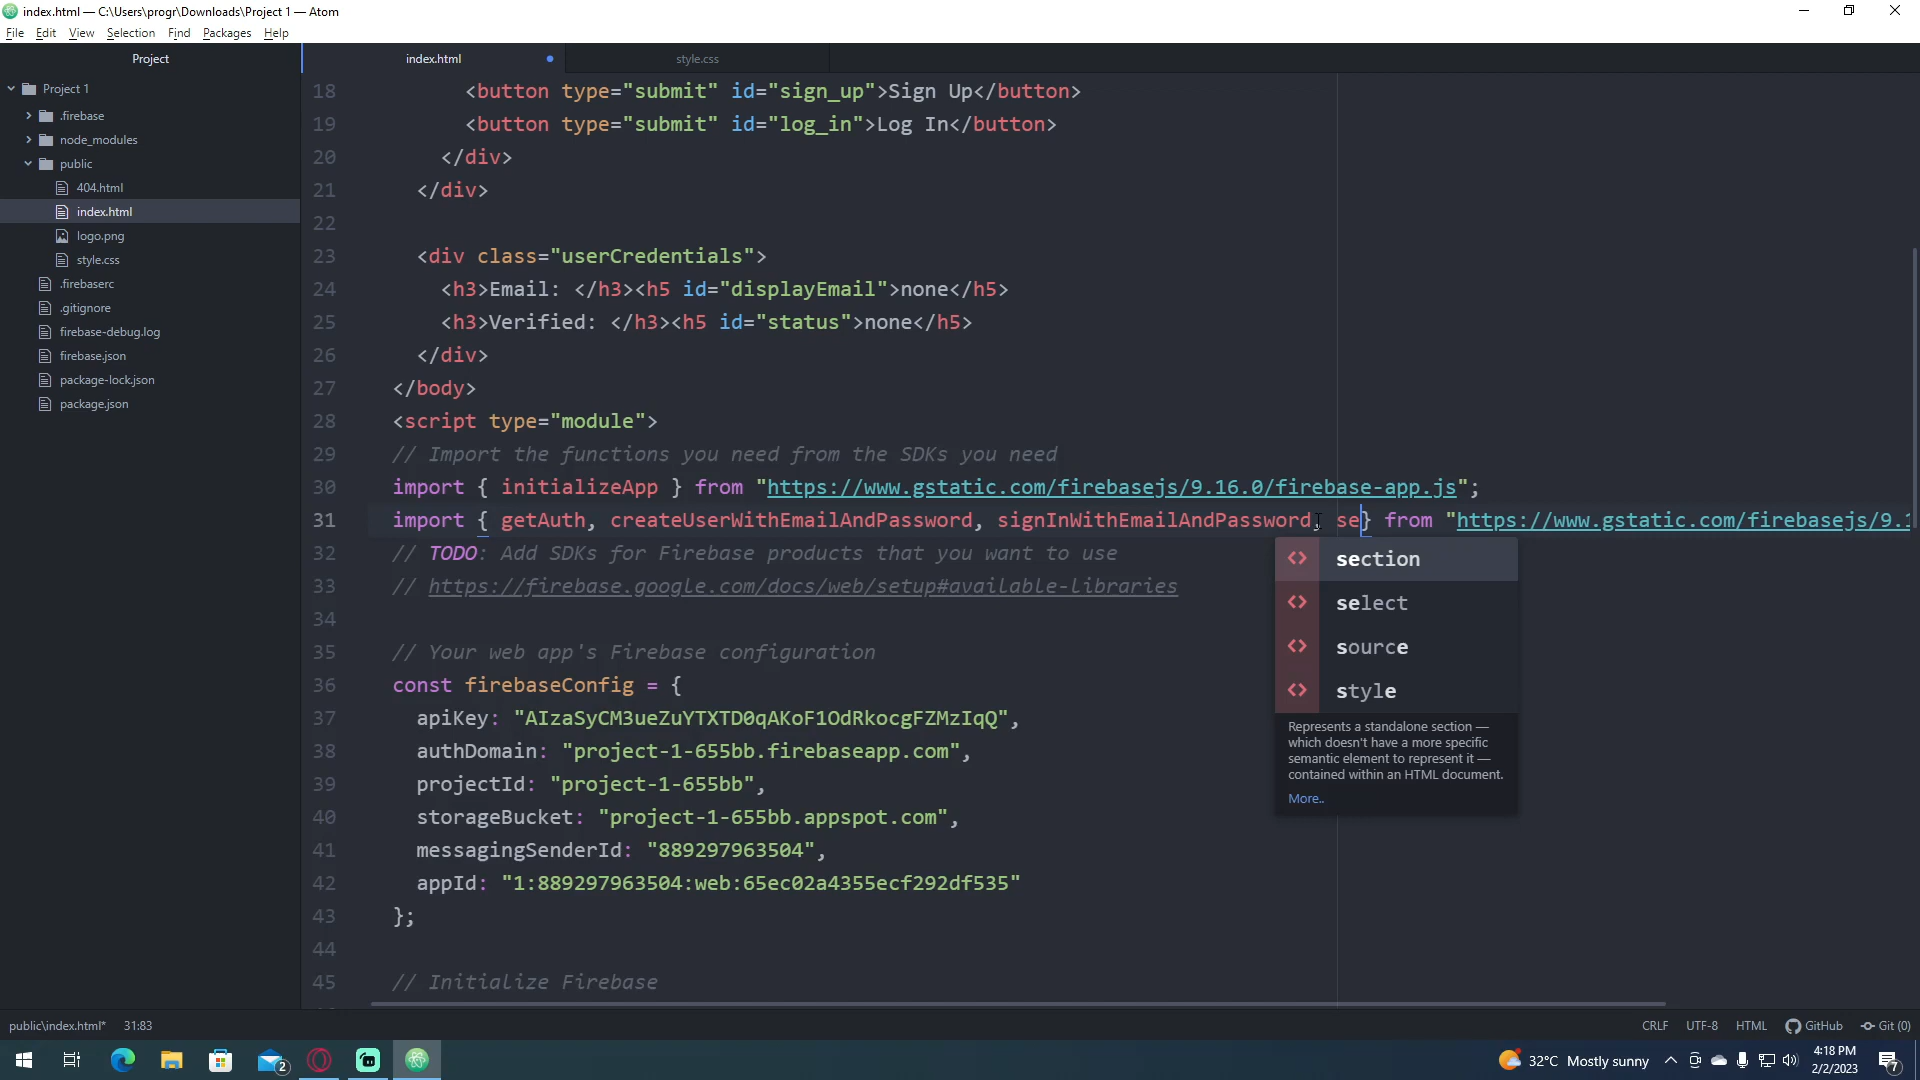 index.html — C:\Users\progr\Downloads\Project 1 — Atom
File Edit View Selection Find Packages Help
Project
index.html
style.css
Project 1
.firebase
node_modules
public
404.html
index.html
logo.png
style.css
.firebaserc
.gitignore
firebase-debug.log
firebase.json
package-lock.json
package.json
18 <button type="submit" id="sign_up">Sign Up</button>
19 <button type="submit" id="log_in">Log In</button>
20 </div>
21 </div>
22
23 <div class="userCredentials">
24 <h3>Email: </h3><h5 id="displayEmail">none</h5>
25 <h3>Verified: </h3><h5 id="status">none</h5>
26 </div>
27 </body>
28 <script type="module">
29 // Import the functions you need from the SDKs you need
30 import { initializeApp } from "https://www.gstatic.com/firebasejs/9.16.0/firebase-app.js";
31 import { getAuth, createUserWithEmailAndPassword, signInWithEmailAndPassword, se} from "https://www.gstatic.com/firebasejs/9.1
32 // TODO: Add SDKs for Firebase products that you want to use
33 // https://firebase.google.com/docs/web/setup#available-libraries
34
35 // Your web app's Firebase configuration
36 const firebaseConfig = {
37 apiKey: "AIzaSyCM3ueZuYTXTD0qAKoF1OdRkocgFZMzIqQ",
38 authDomain: "project-1-655bb.firebaseapp.com",
39 projectId: "project-1-655bb",
40 storageBucket: "project-1-655bb.appspot.com",
41 messagingSenderId: "889297963504",
42 appId: "1:889297963504:web:65ec02a4355ecf292df535"
43 };
44
45 // Initialize Firebase
<> section
<> select
<> source
<> style
Represents a standalone section —
which doesn't have a more specific
semantic element to represent it —
contained within an HTML document.
More..
public\index.html* 31:83
CRLF UTF-8 HTML GitHub Git (0)
2
32°C Mostly sunny
4:18 PM
2/2/2023
7